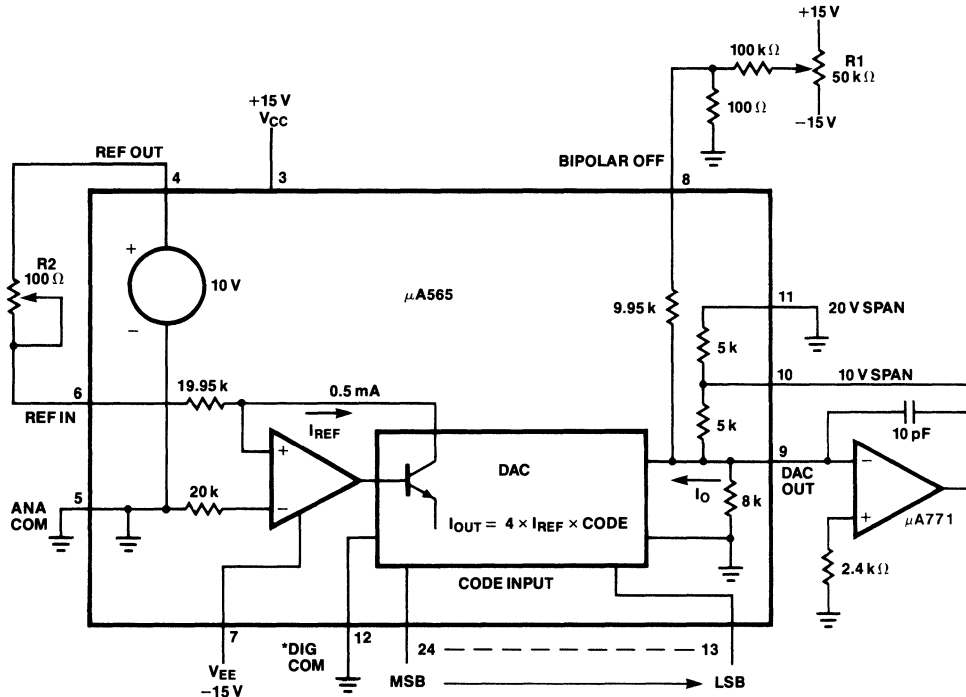 +15 V
100 kΩ
R1
50 kΩ
100 Ω
−15 V
+15 V
VCC
REF OUT
BIPOLAR OFF
4
3
8
R2
100 Ω
+
10 V
−
μA565
9.95 k
11
20 V SPAN
5 k
10
10 V SPAN
6
19.95 k
0.5 mA
REF IN
IREF
5 k
10 pF
+
DAC
9
−
DAC
OUT
ANA
COM
5
20 k
−
IO
8 k
μA771
IOUT = 4 × IREF × CODE
+
2.4 kΩ
CODE INPUT
7
12
24
13
*DIG
COM
VEE
−15 V
MSB
LSB